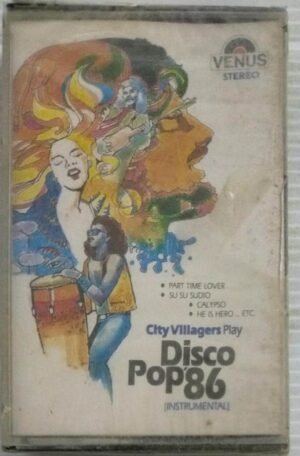 VENUS
STEREO
• PART TIME LOVER
• SU SU SUDIO
• CALYPSO
• HE IS HERO .. ETC.
City Villagers Play
Disco
Pop'86
[INSTRUMENTAL]